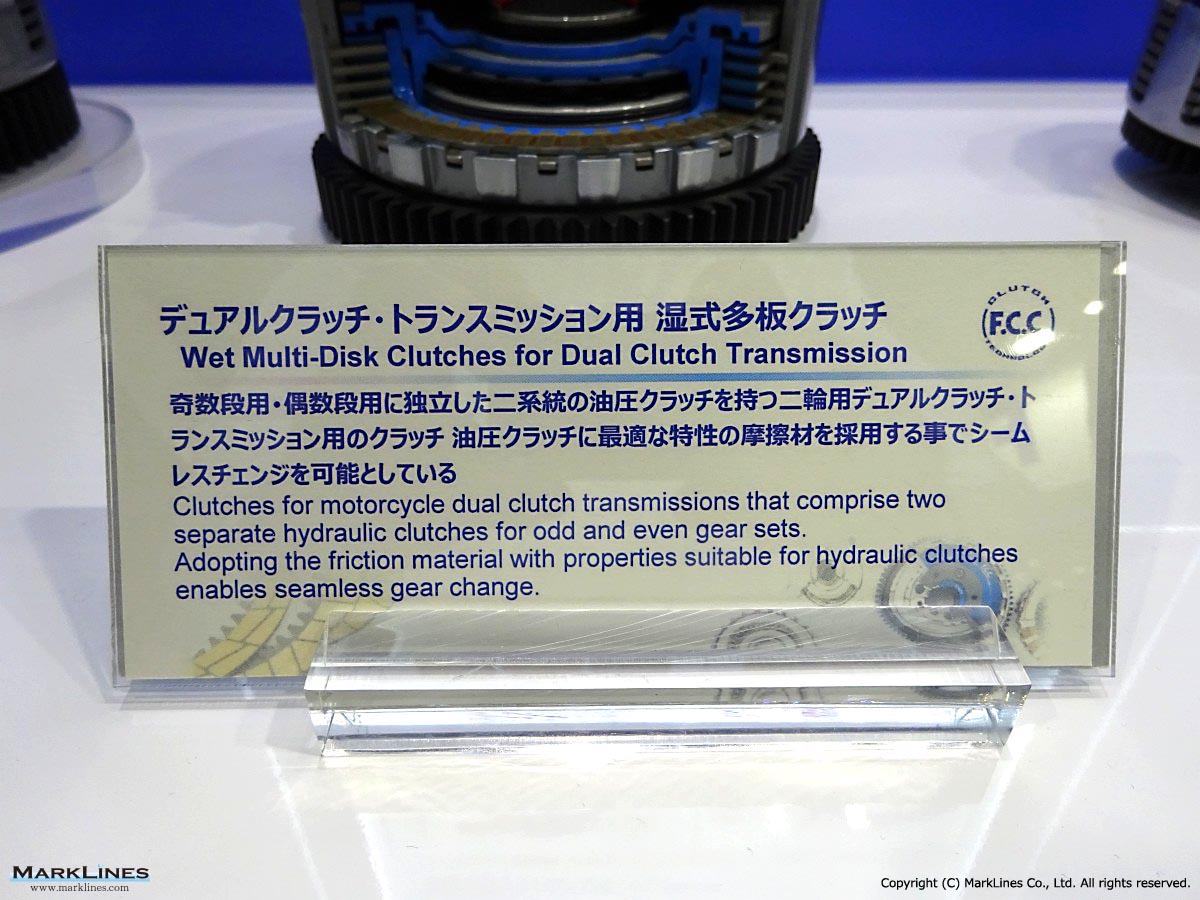 デュアルクラッチ・トランスミッション用 湿式多板クラッチ
Wet Multi-Disk Clutches for Dual Clutch Transmission
CLUTCH
F.C.C
TECHNOLOGY
奇数段用・偶数段用に独立した二系統の油圧クラッチを持つ二輪用デュアルクラッチ・ト
ランスミッション用のクラッチ 油圧クラッチに最適な特性の摩擦材を採用する事でシーム
レスチェンジを可能としている
Clutches for motorcycle dual clutch transmissions that comprise two
separate hydraulic clutches for odd and even gear sets.
Adopting the friction material with properties suitable for hydraulic clutches
enables seamless gear change.
MARKLINES
www.marklines.com
Copyright (C) MarkLines Co., Ltd. All rights reserved.